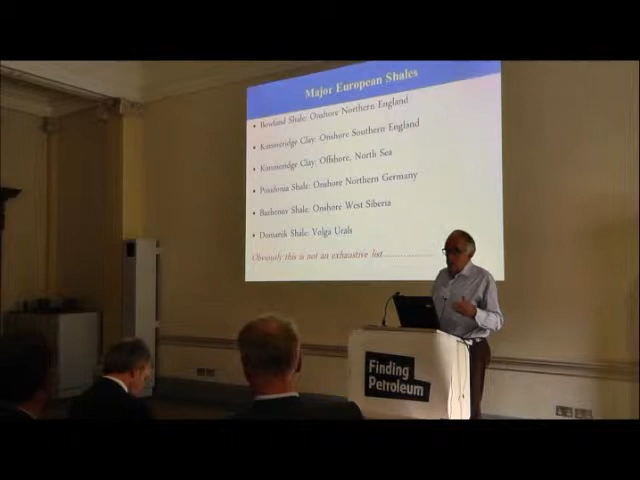 Major European Shales
• Bowland Shale: Onshore Northern England
• Kimmeridge Clay: Onshore Southern England
• Kimmeridge Clay: Offshore, North Sea
• Posidonia Shale: Onshore Northern Germany
• Bazhenov Shale: Onshore West Siberia
• Domanik Shale: Volga Urals
Obviously this is not an exhaustive list..................
Finding
Petroleum